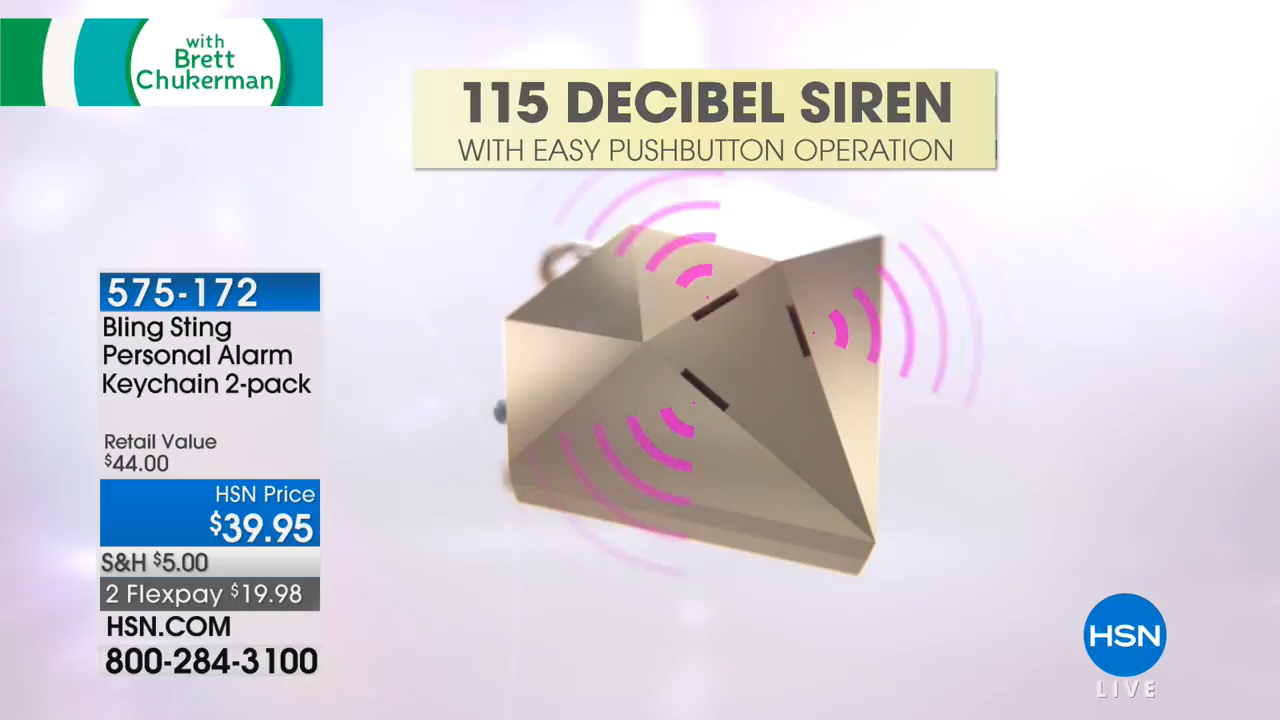 with
Brett
Chukerman
115 DECIBEL SIREN
WITH EASY PUSHBUTTON OPERATION
575-172
Bling Sting
Personal Alarm
Keychain 2-pack
Retail Value
$44.00
HSN Price
$39.95
S&H $5.00
2 Flexpay $19.98
HSN.COM
800-284-3100
HSN
LIVE